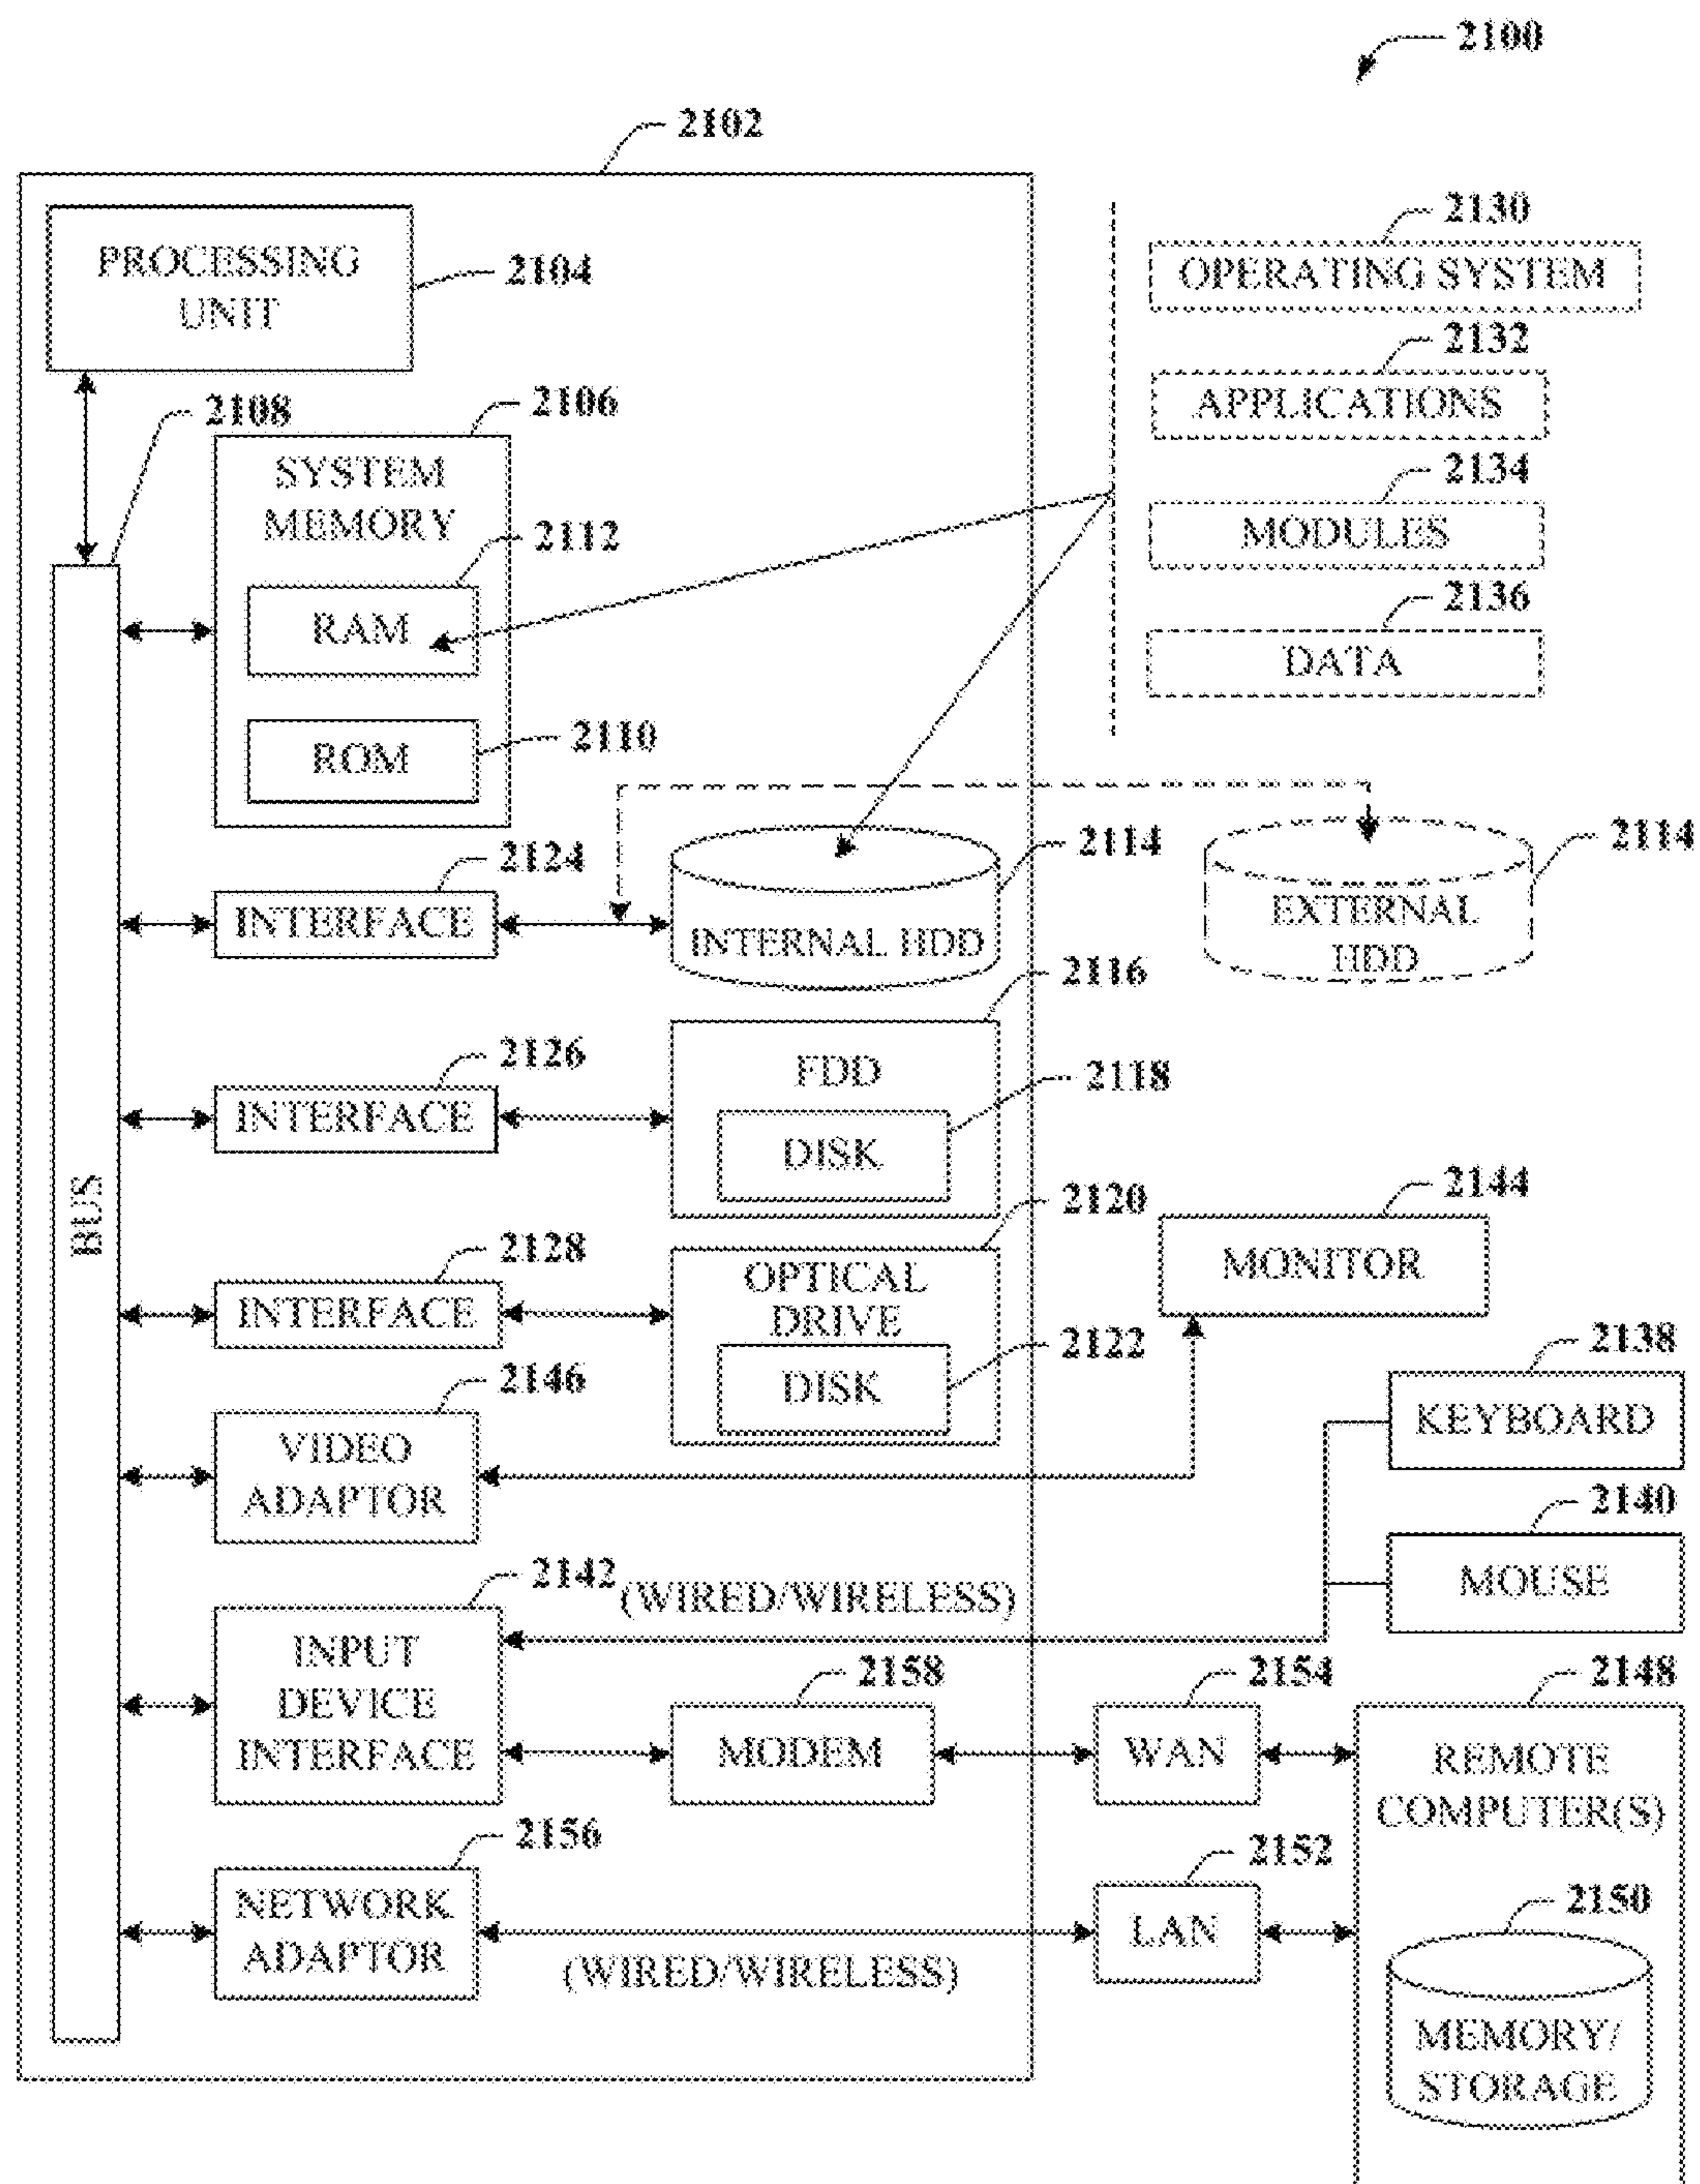 2100
2102
PROCESSING
UNIT
2104
2108
2106
SYSTEM
MEMORY
2112
RAM
ROM
2110
2130
OPERATING SYSTEM
2132
APPLICATIONS
2134
MODULES
2136
DATA
BUS
2124
INTERFACE
INTERNAL HDD
2114
EXTERNAL
HDD
2114
2126
INTERFACE
2116
FDD
DISK
2118
2128
INTERFACE
2120
OPTICAL
DRIVE
DISK
2122
2144
MONITOR
2146
VIDEO
ADAPTOR
2138
KEYBOARD
2140
MOUSE
2142
(WIRED/WIRELESS)
INPUT
DEVICE
INTERFACE
2158
MODEM
2154
WAN
2148
REMOTE
COMPUTER(S)
2156
NETWORK
ADAPTOR
(WIRED/WIRELESS)
2152
LAN
2150
MEMORY/
STORAGE